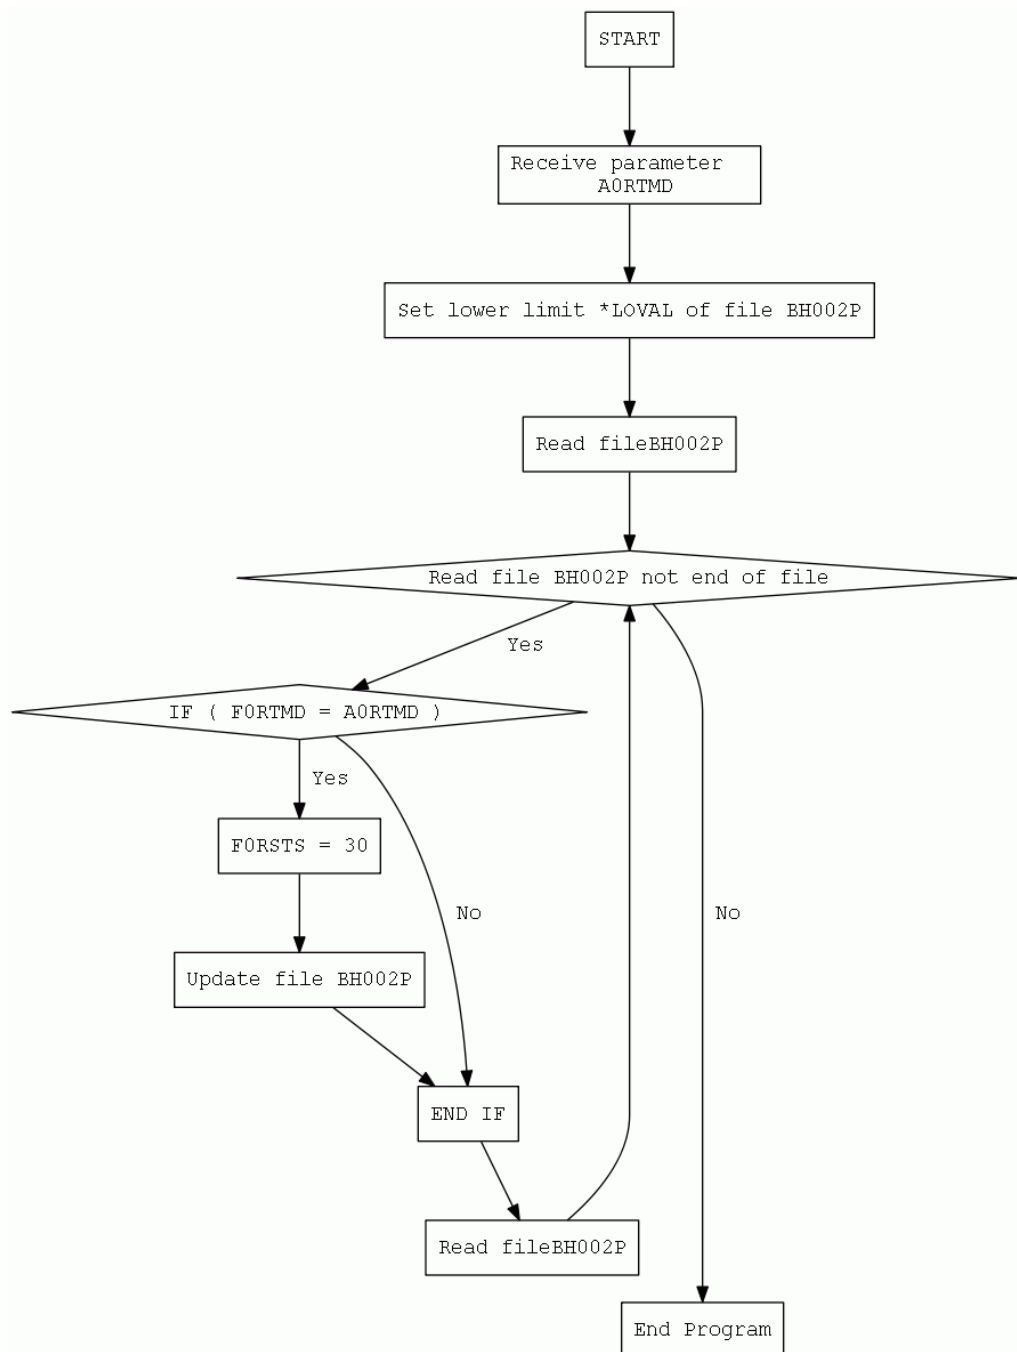 START
Receive parameter
A0RTMD
Set lower limit *LOVAL of file BH002P
Read fileBH002P
Read file BH002P not end of file
Yes
IF ( F0RTMD = A0RTMD )
Yes
F0RSTS = 30
No
No
Update file BH002P
END IF
Read fileBH002P
End Program